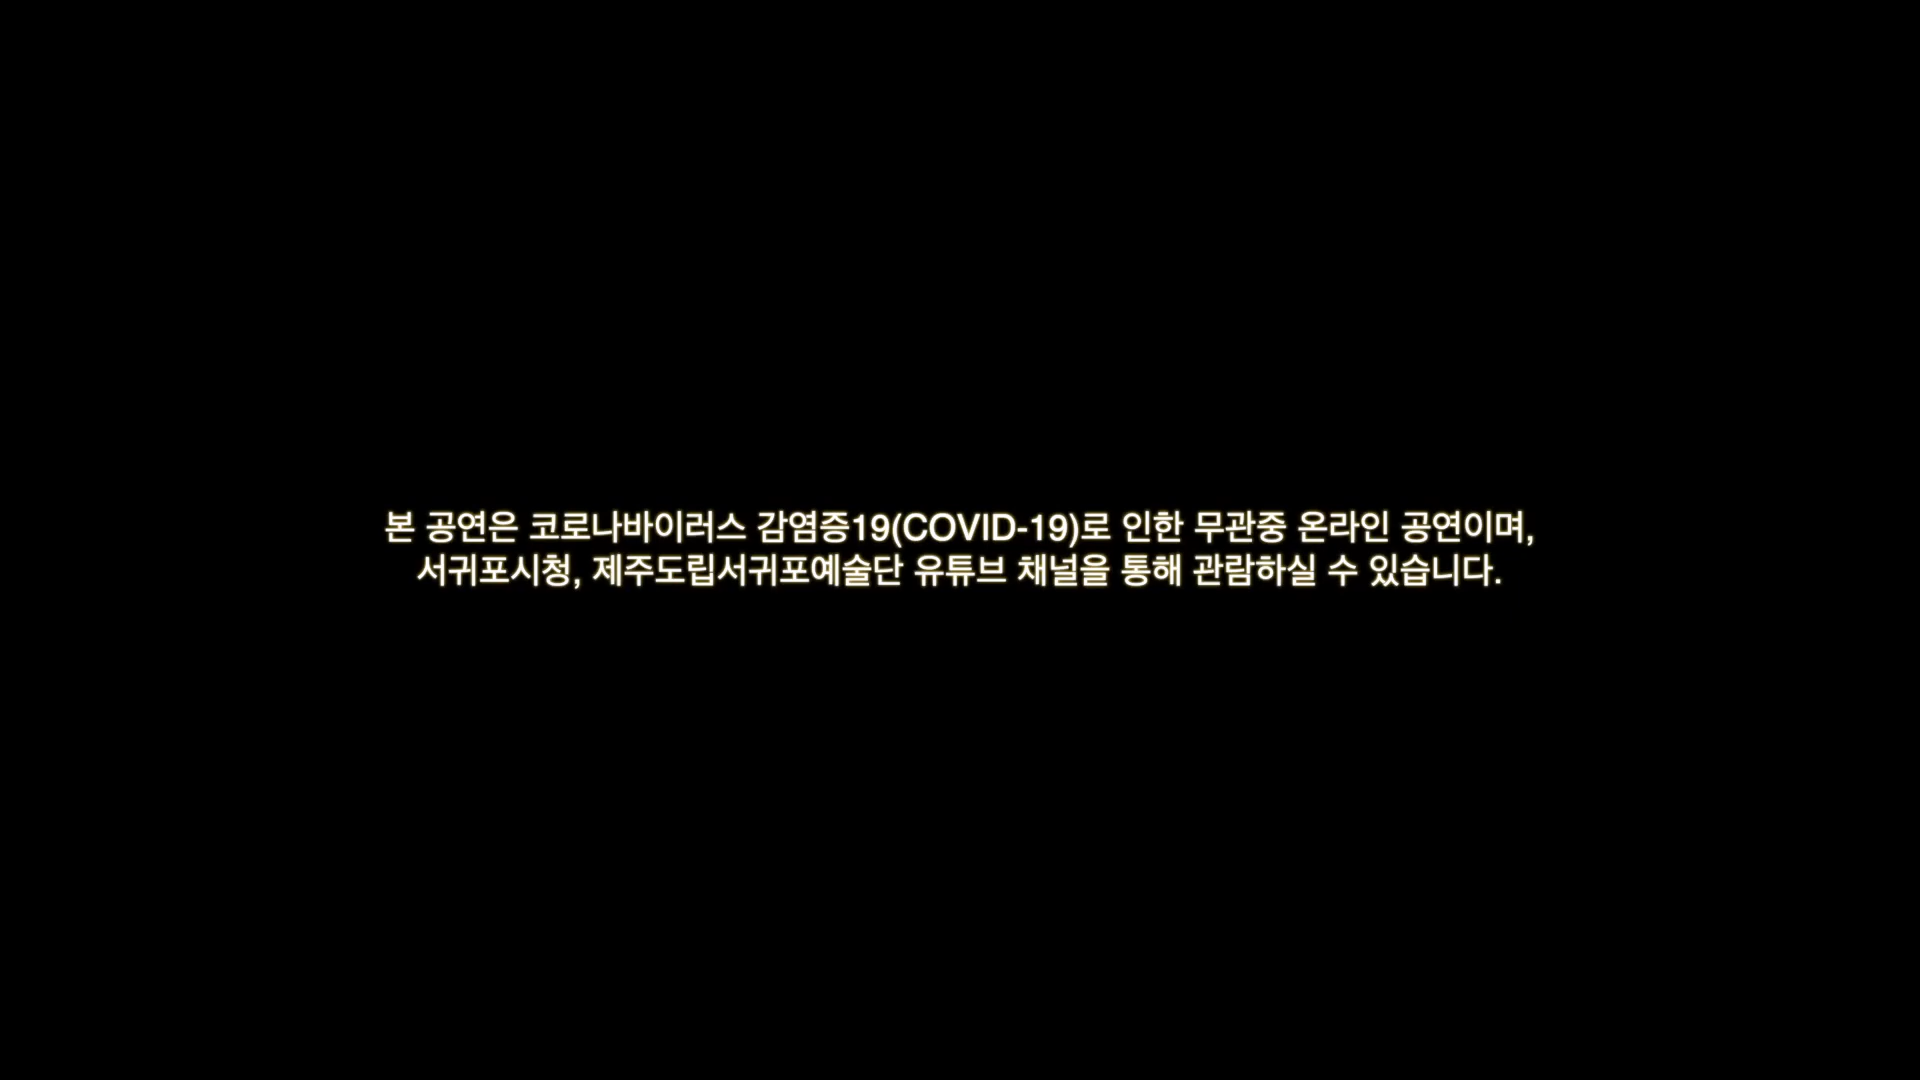 본 공연은 코로나바이러스 감염증19(COVID-19)로 인한 무관중 온라인 공연이며,
서귀포시청, 제주도립서귀포예술단 유튜브 채널을 통해 관람하실 수 있습니다.